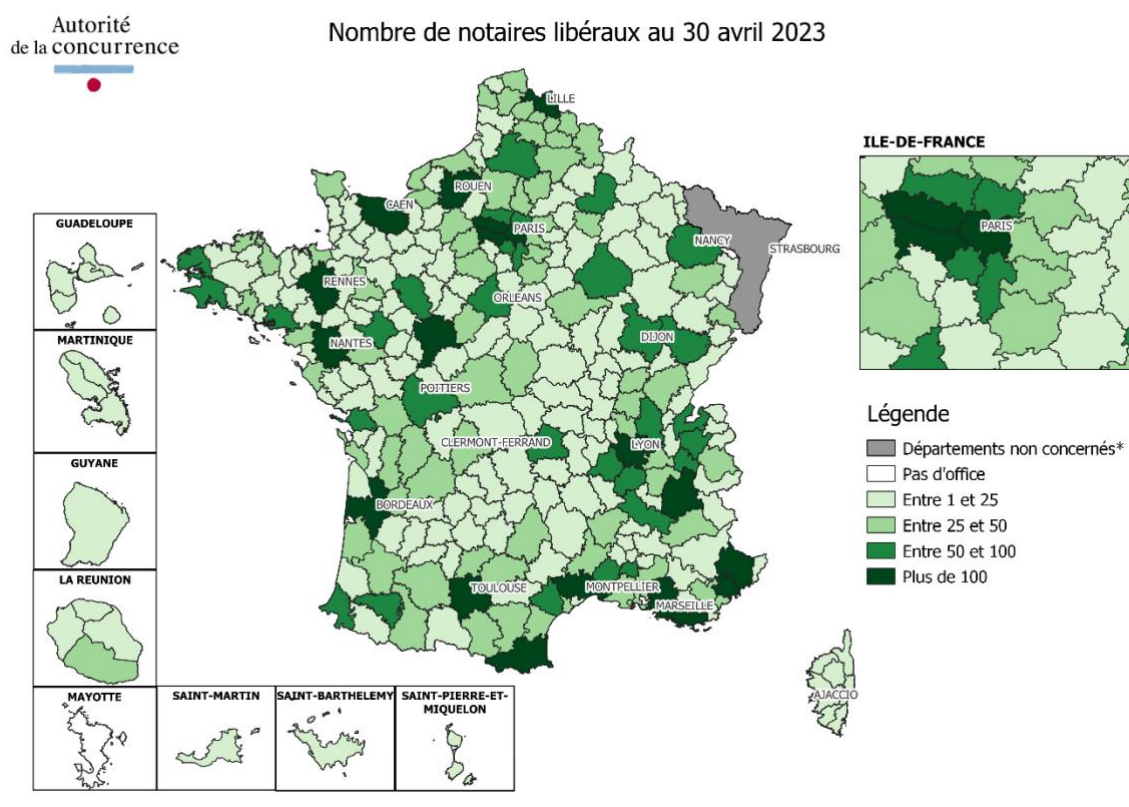 Autorité
de la concurrence
Nombre de notaires libéraux au 30 avril 2023
LILLE
ILE-DE-FRANCE
ROUEN
CAEN
PARIS
NANCY
STRASBOURG
PARIS
GUADELOUPE
RENNES
ORLEANS
MARTINIQUE
NANTES
DIJON
POITIERS
Légende
CLERMONT-FERRAND
LYON
Départements non concernés*
GUYANE
Pas d'office
BORDEAUX
Entre 1 et 25
Entre 25 et 50
Entre 50 et 100
LA REUNION
Plus de 100
TOULOUSE
MONTPELLIER
MARSEILLE
MAYOTTE
SAINT-MARTIN
SAINT-BARTHELEMY
SAINT-PIERRE-ET-
MIQUELON
AJACCIO